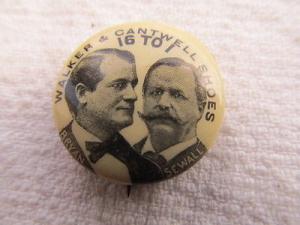 WALKER & CANTWELL SHOES
16 TO 1
BRYAN
SEWALL